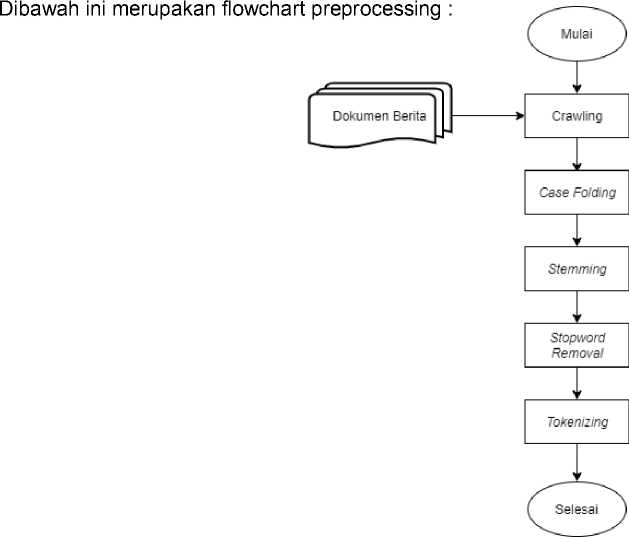 Dibawah ini merupakan flowchart preprocessing :
Mulai
Dokumen Berita
Crawling
Case Folding
Stemming
Stopword
Removal
Tokenizing
Selesai